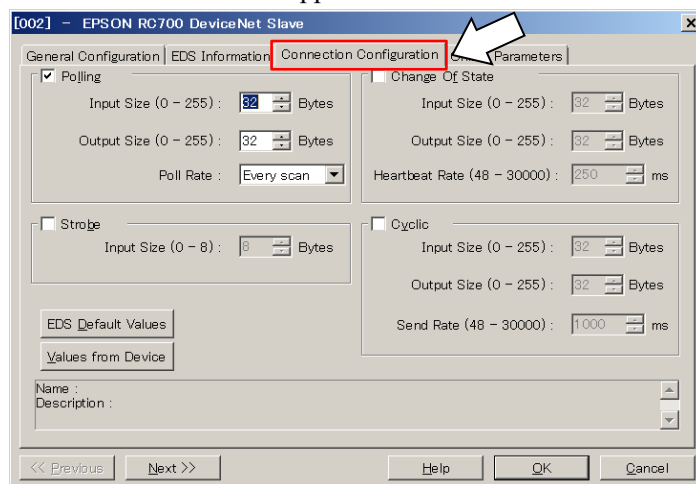 [002] - EPSON RC700 DeviceNet Slave
General Configuration EDS Information Connection Configuration Parameters
Polling
Input Size (0 - 255) : 32 Bytes
Output Size (0 - 255) : 32 Bytes
Poll Rate : Every scan
Change Of State
Input Size (0 - 255) : 32 Bytes
Output Size (0 - 255) : 32 Bytes
Heartbeat Rate (48 - 30000) : 250 ms
Strobe
Input Size (0 - 8) : 8 Bytes
Cyclic
Input Size (0 - 255) : 32 Bytes
Output Size (0 - 255) : 32 Bytes
Send Rate (48 - 30000) : 1000 ms
EDS Default Values
Values from Device
Name :
Description :
<< Previous Next >> Help OK Cancel